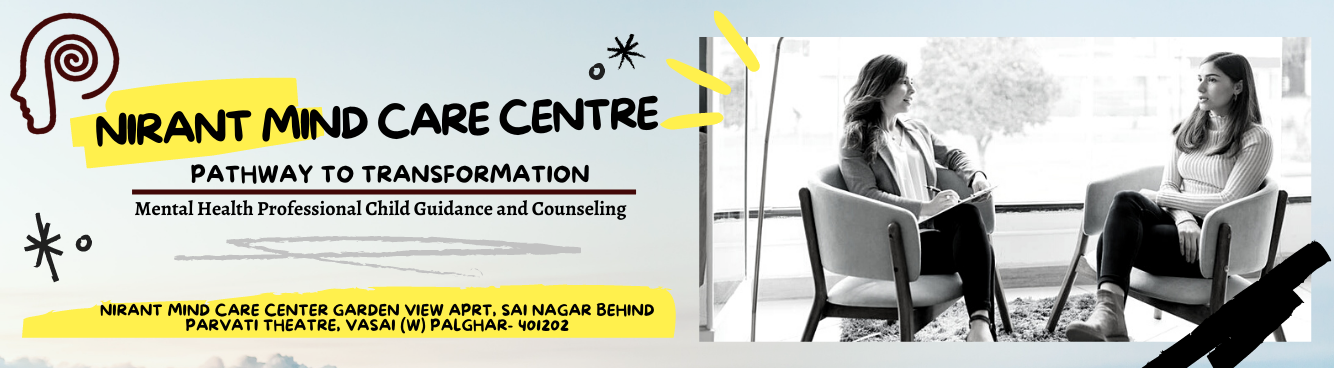 NIRANT MIND CARE CENTRE
PATHWAY TO TRANSFORMATION
Mental Health Professional Child Guidance and Counseling
NIRANT MIND CARE CENTER GARDEN VIEW APRT, SAI NAGAR BEHIND
PARVATI THEATRE, VASAI (W) PALGHAR- 401202